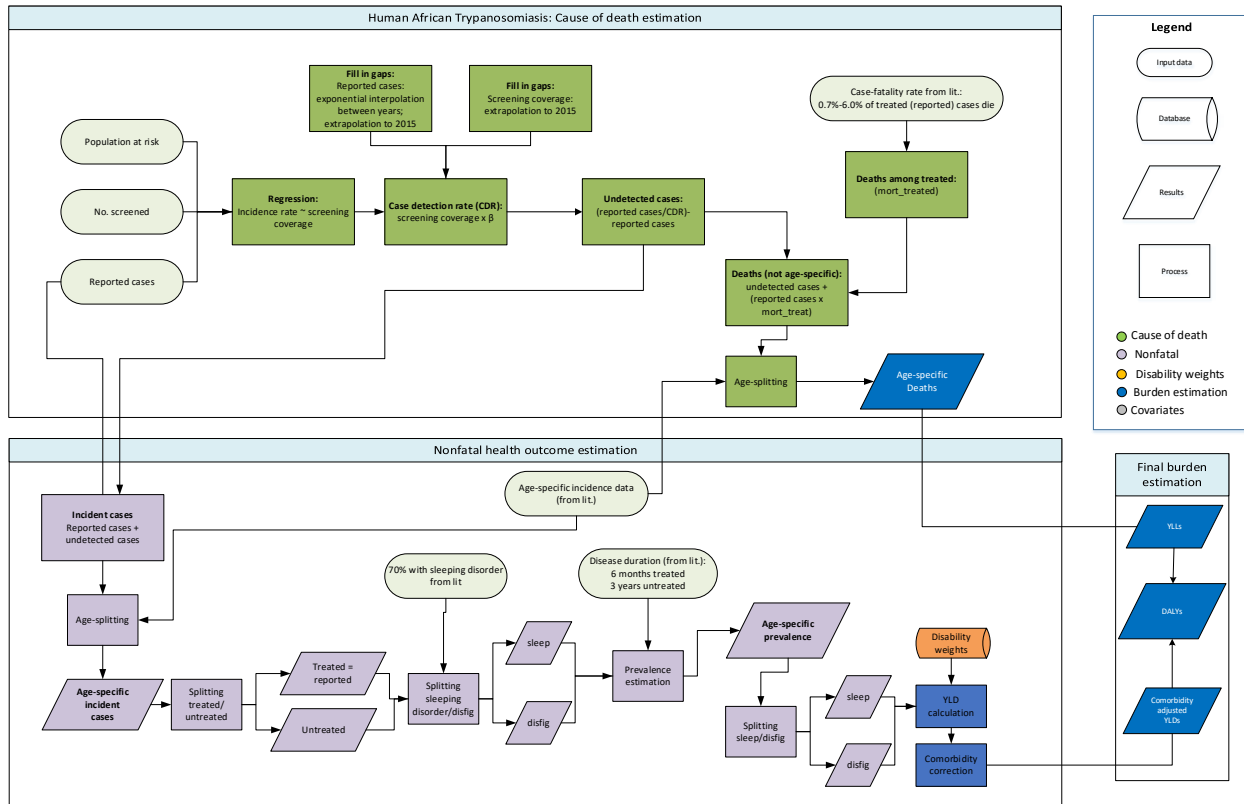 Human African Trypanosomiasis: Cause of death estimation
Fill in gaps:
Reported cases:
exponential interpolation
between years;
extrapolation to 2015
Fill in gaps:
Screening coverage:
extrapolation to 2015
Case-fatality rate from lit.:
0.7%-6.0% of treated (reported) cases die
Population at risk
No. screened
Reported cases
Regression:
Incidence rate ~ screening
coverage
Case detection rate (CDR):
screening coverage x β
Undetected cases:
(reported cases/CDR)-
reported cases
Deaths among treated:
(mort_treated)
Deaths (not age-specific):
undetected cases +
(reported cases x
mort_treat)
Age-splitting
Age-specific
Deaths
Legend
Input data
Database
Results
Process
Cause of death
Nonfatal
Disability weights
Burden estimation
Covariates
Nonfatal health outcome estimation
Age-specific incidence data
(from lit.)
Incident cases
Reported cases +
undetected cases
Age-splitting
Age-specific
incident
cases
Splitting
treated/
untreated
Treated =
reported
Untreated
70% with sleeping disorder
from lit
Splitting
sleeping
disorder/disfig
sleep
disfig
Disease duration (from lit.):
6 months treated
3 years untreated
Prevalence
estimation
Age-specific
prevalence
Splitting
sleep/disfig
sleep
disfig
Disability
weights
YLD
calculation
Comorbidity
correction
Final burden
estimation
YLLs
DALYs
Comorbidity
adjusted
YLDs